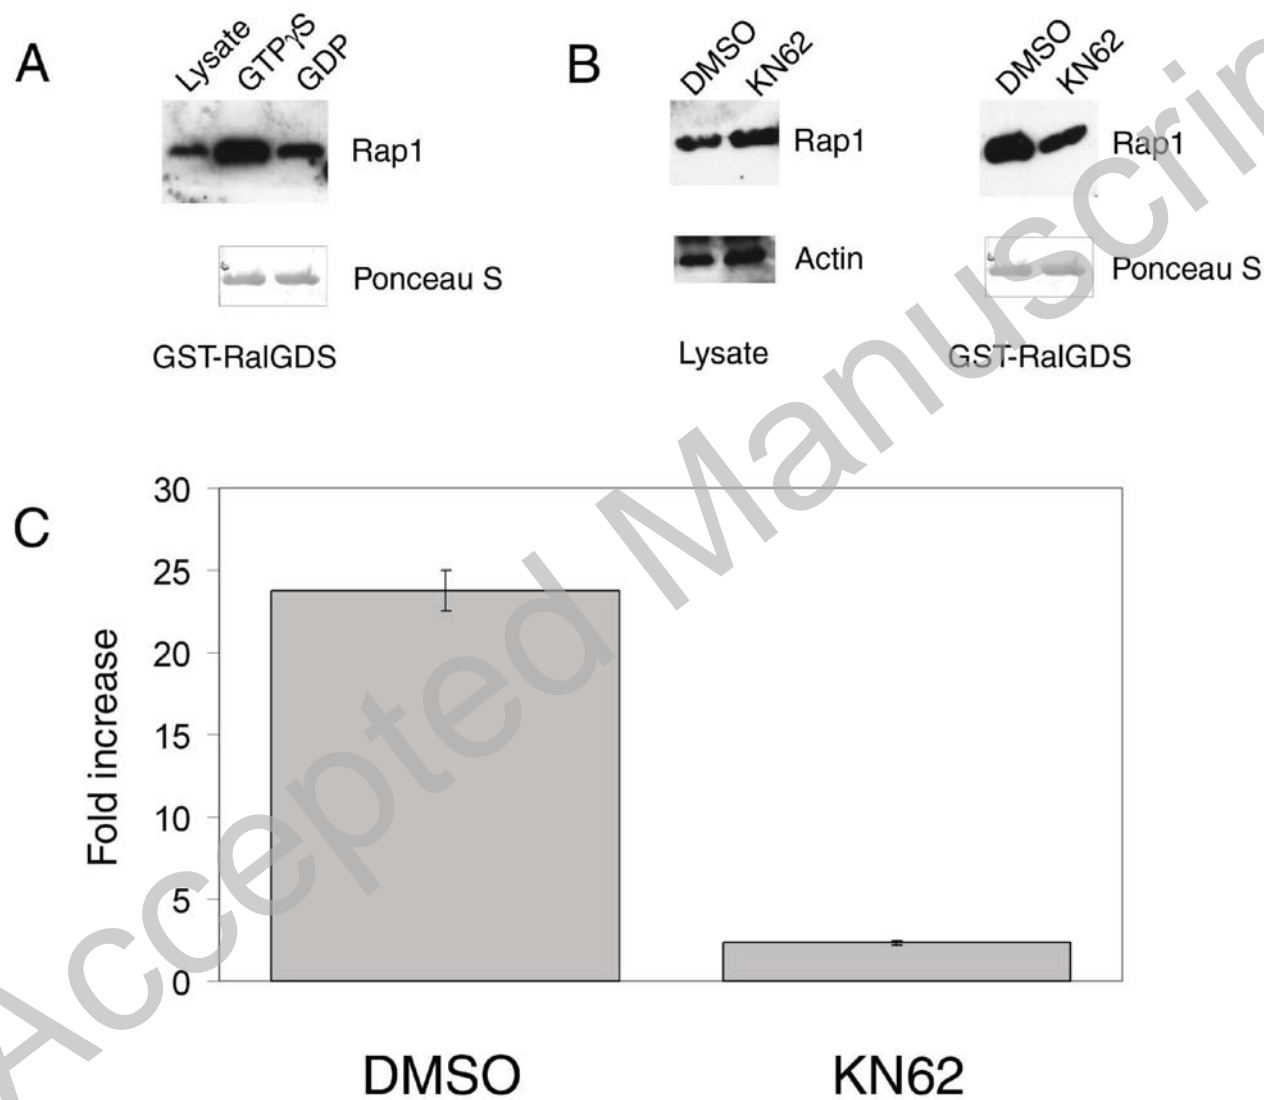 A
Lysate
GTPγS
GDP
Rap1
Ponceau S
GST-RalGDS
B
DMSO
KN62
Rap1
Actin
Lysate
DMSO
KN62
Rap1
Ponceau S
GST-RalGDS
C
Fold increase
30
25
20
15
10
5
0
DMSO
KN62
Accepted Manuscrip